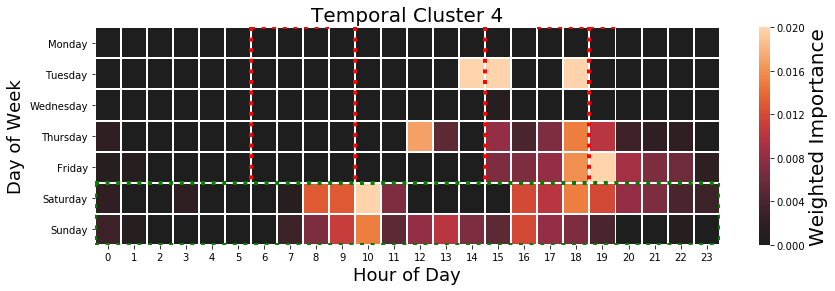 Temporal Cluster 4
Day of Week
Monday
Tuesday
Wednesday
Thursday
Friday
Saturday
Sunday
0 1 2 3 4 5 6 7 8 9 10 11 12 13 14 15 16 17 18 19 20 21 22 23
Hour of Day
0.020
0.016
0.012
0.008
0.004
0.000
Weighted Importance